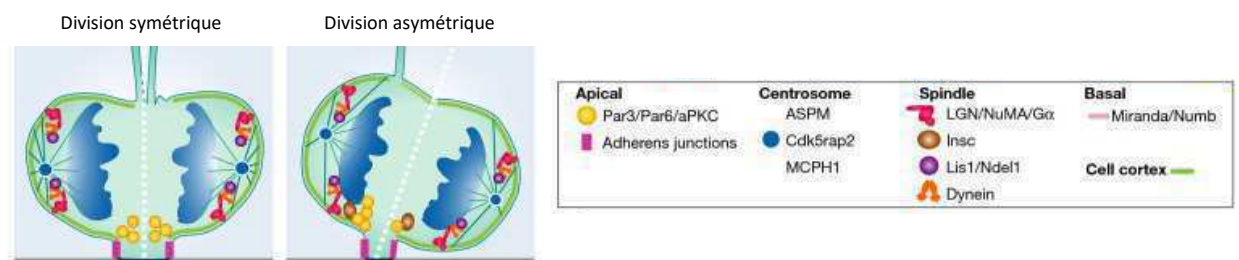 Division symétrique
Division asymétrique
Apical
Par3/Par6/aPKC
Adherens junctions
Centrosome
ASPM
Cdk5rap2
MCPH1
Spindle
LGN/NuMA/Gα
Insc
Lis1/Ndel1
Dynein
Basal
Miranda/Numb
Cell cortex